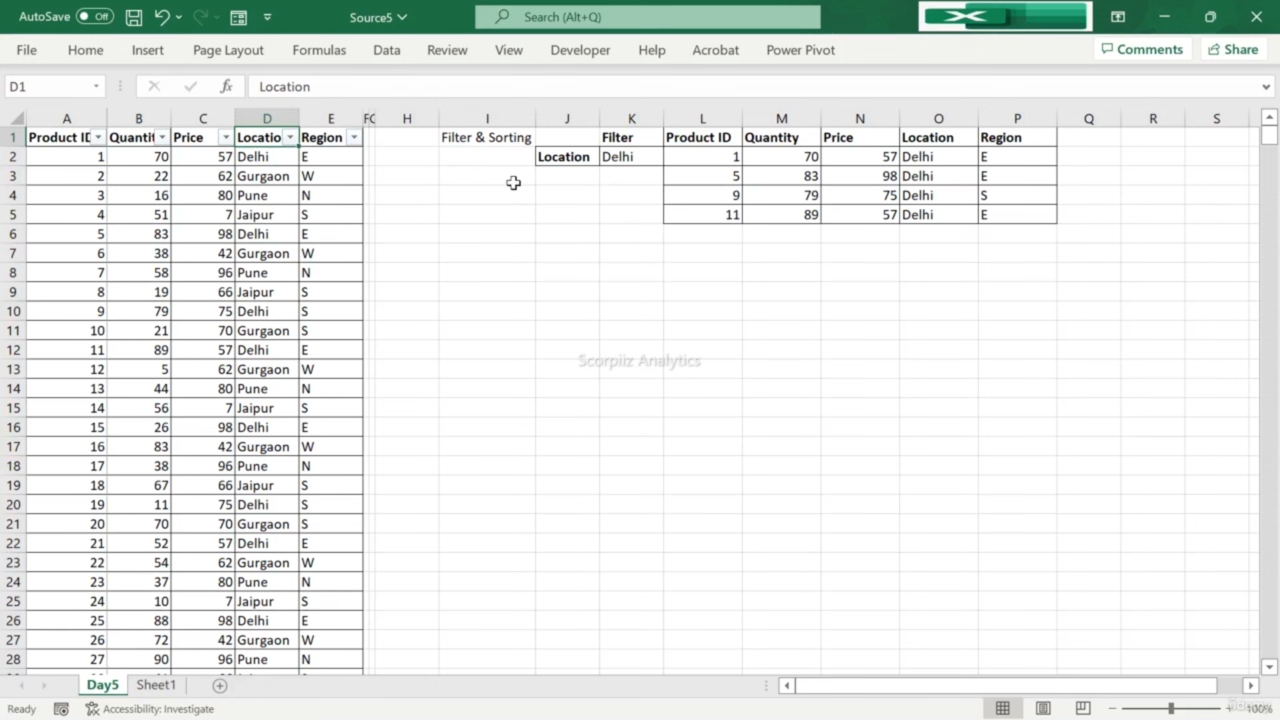 AutoSave Off Source5 Search (Alt+Q)
File Home Insert Page Layout Formulas Data Review View Developer Help Acrobat Power Pivot Comments Share
D1 fx Location
A B C D E H I J K L M N O P Q R S
1 Product ID Quantit Price Locatio Region Filter & Sorting Filter Product ID Quantity Price Location Region
2 1 70 57 Delhi E Location Delhi 1 70 57 Delhi E
3 2 22 62 Gurgaon W 5 83 98 Delhi E
4 3 16 80 Pune N 9 79 75 Delhi S
5 4 51 7 Jaipur S 11 89 57 Delhi E
6 5 83 98 Delhi E
7 6 38 42 Gurgaon W
8 7 58 96 Pune N
9 8 19 66 Jaipur S
10 9 79 75 Delhi S
11 10 21 70 Gurgaon S
12 11 89 57 Delhi E
Scorpiiz Analytics
13 12 5 62 Gurgaon W
14 13 44 80 Pune N
15 14 56 7 Jaipur S
16 15 26 98 Delhi E
17 16 83 42 Gurgaon W
18 17 38 96 Pune N
19 18 67 66 Jaipur S
20 19 11 75 Delhi S
21 20 70 70 Gurgaon S
22 21 52 57 Delhi E
23 22 54 62 Gurgaon W
24 23 37 80 Pune N
25 24 10 7 Jaipur S
26 25 88 98 Delhi E
27 26 72 42 Gurgaon W
28 27 90 96 Pune N
Day5 Sheet1
Ready Accessibility: Investigate 100%